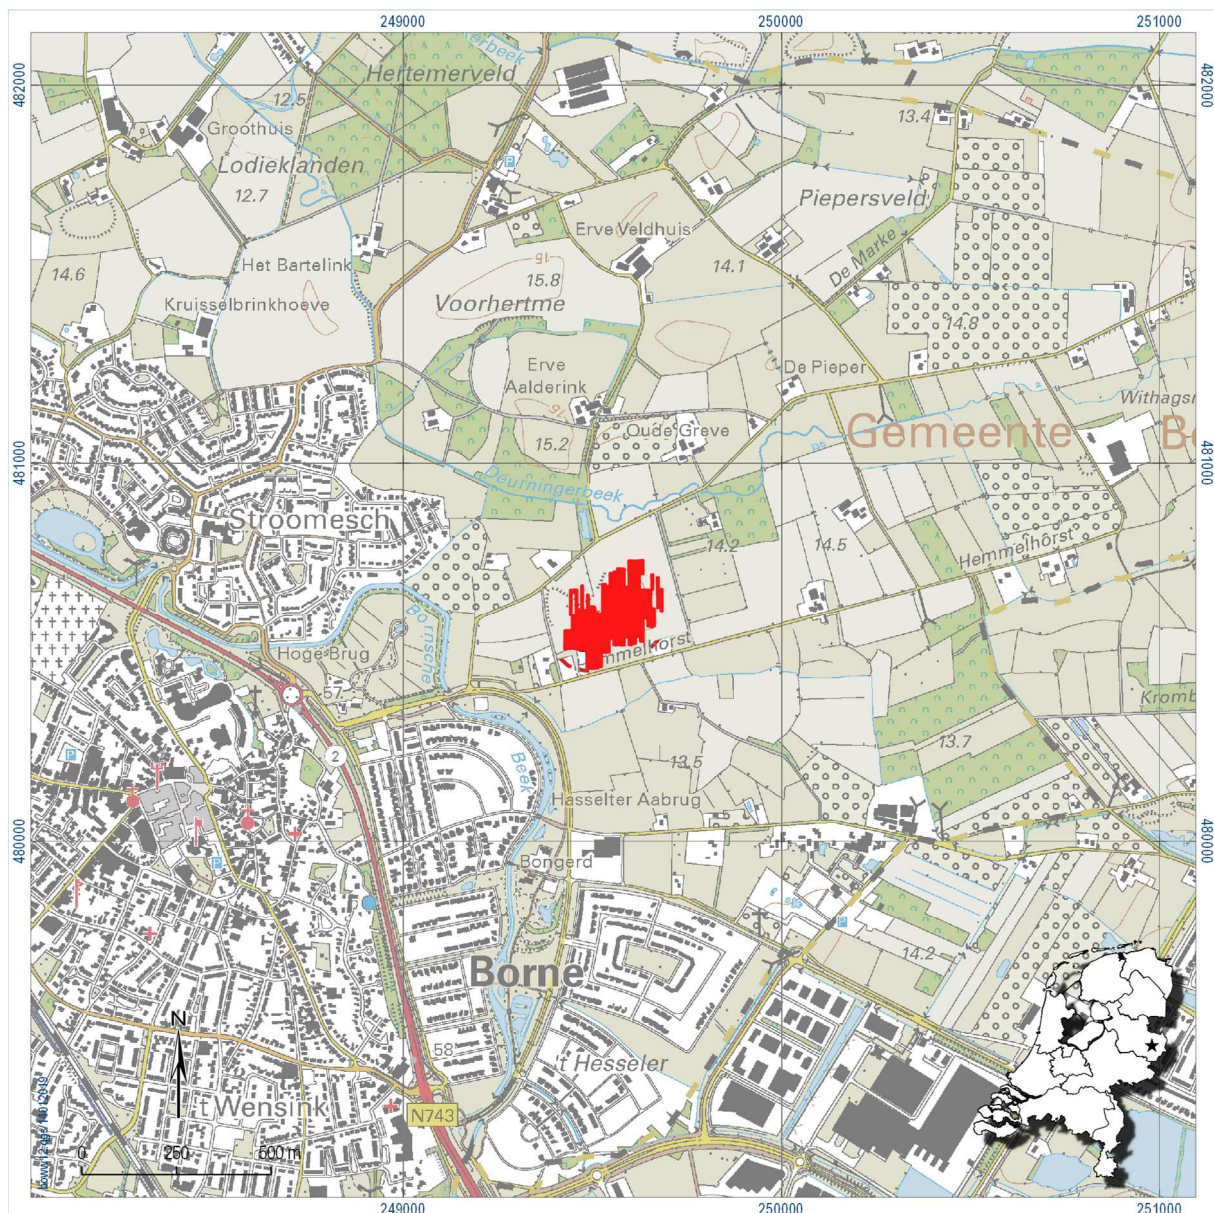 249000
250000
251000
482000
482000
Hertemerveld
12.5
Groothuis
13.4
Lodieklanden
P
12.7
Piepersveld
Erve Veldhuis
De Marke
14.6
Het Bartelink
14.1
15
15.8
Kruisselbrinkhoeve
Voorhertme
14.8
Erve
Aalderink
De Pieper
15.2
Oude Greve
Gemeente
481000
Deurningerbeek
481000
Stroomesch
14.2
14.5
Hemmelhorst
Bornsche
Hoge Brug
57
2
13.7
13.5
Beek
P
Hasselter Aabrug
480000
480000
Bongerd
P
P
14.2
Borne
N
58
't Hesseler
't Wensink
N743
0
250
500 m
249000
250000
251000